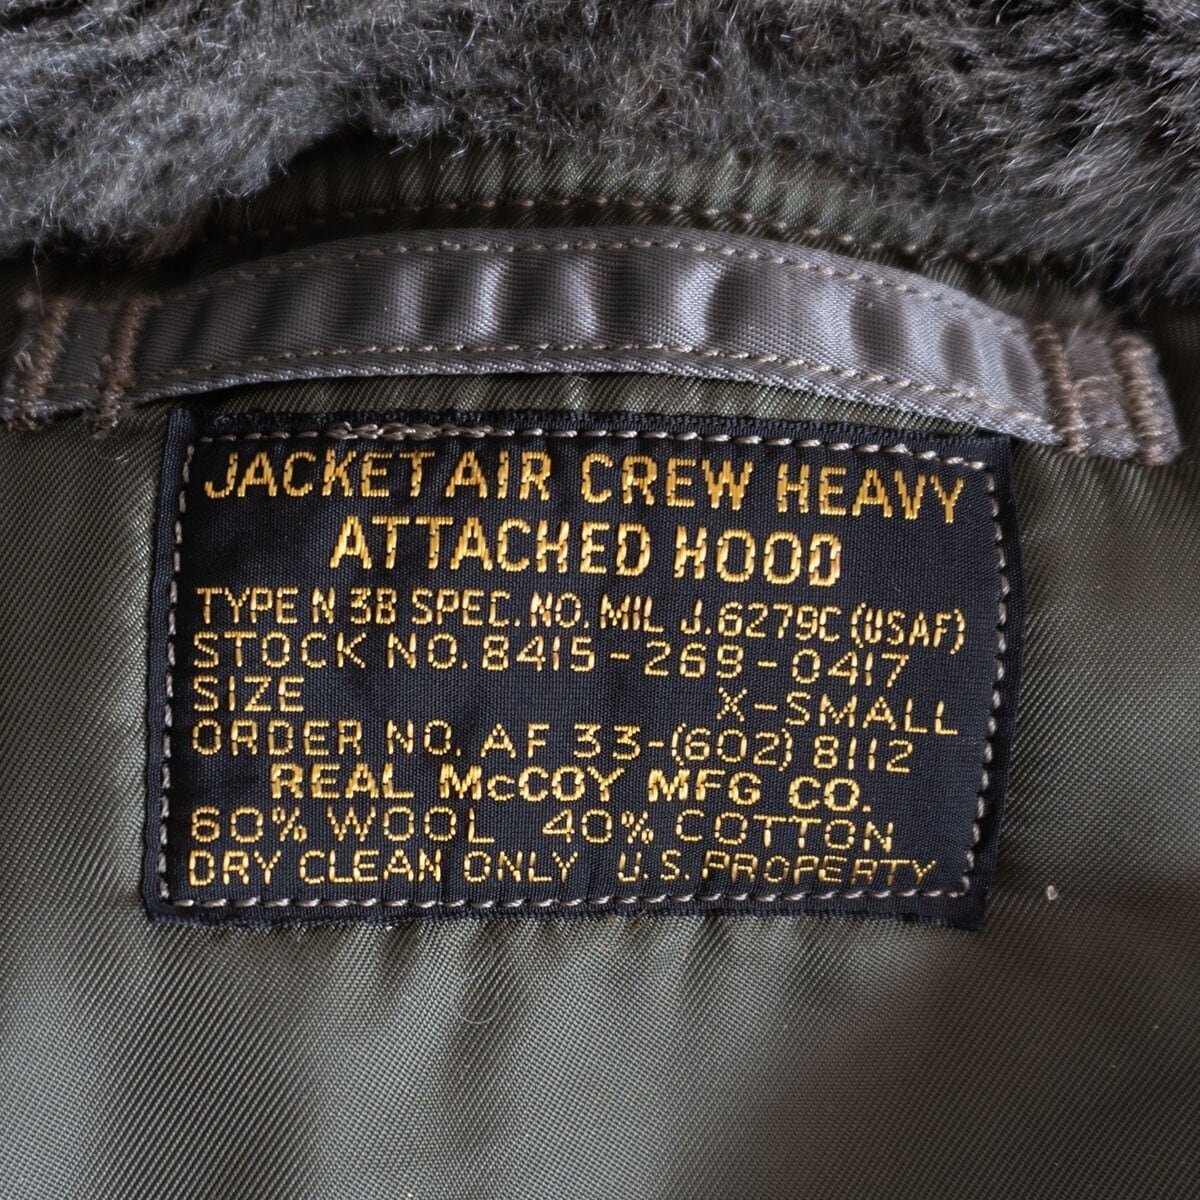 JACKET AIR CREW HEAVY
ATTACHED HOOD
TYPE N 3B SPEC. NO. MIL J. 6279C (USAF)
STOCK NO. 8415-269-0417
SIZE X-SMALL
ORDER NO. AF 33-(602) 8112
REAL McCOY MFG CO.
60% WOOL 40% COTTON
DRY CLEAN ONLY U.S. PROPERTY